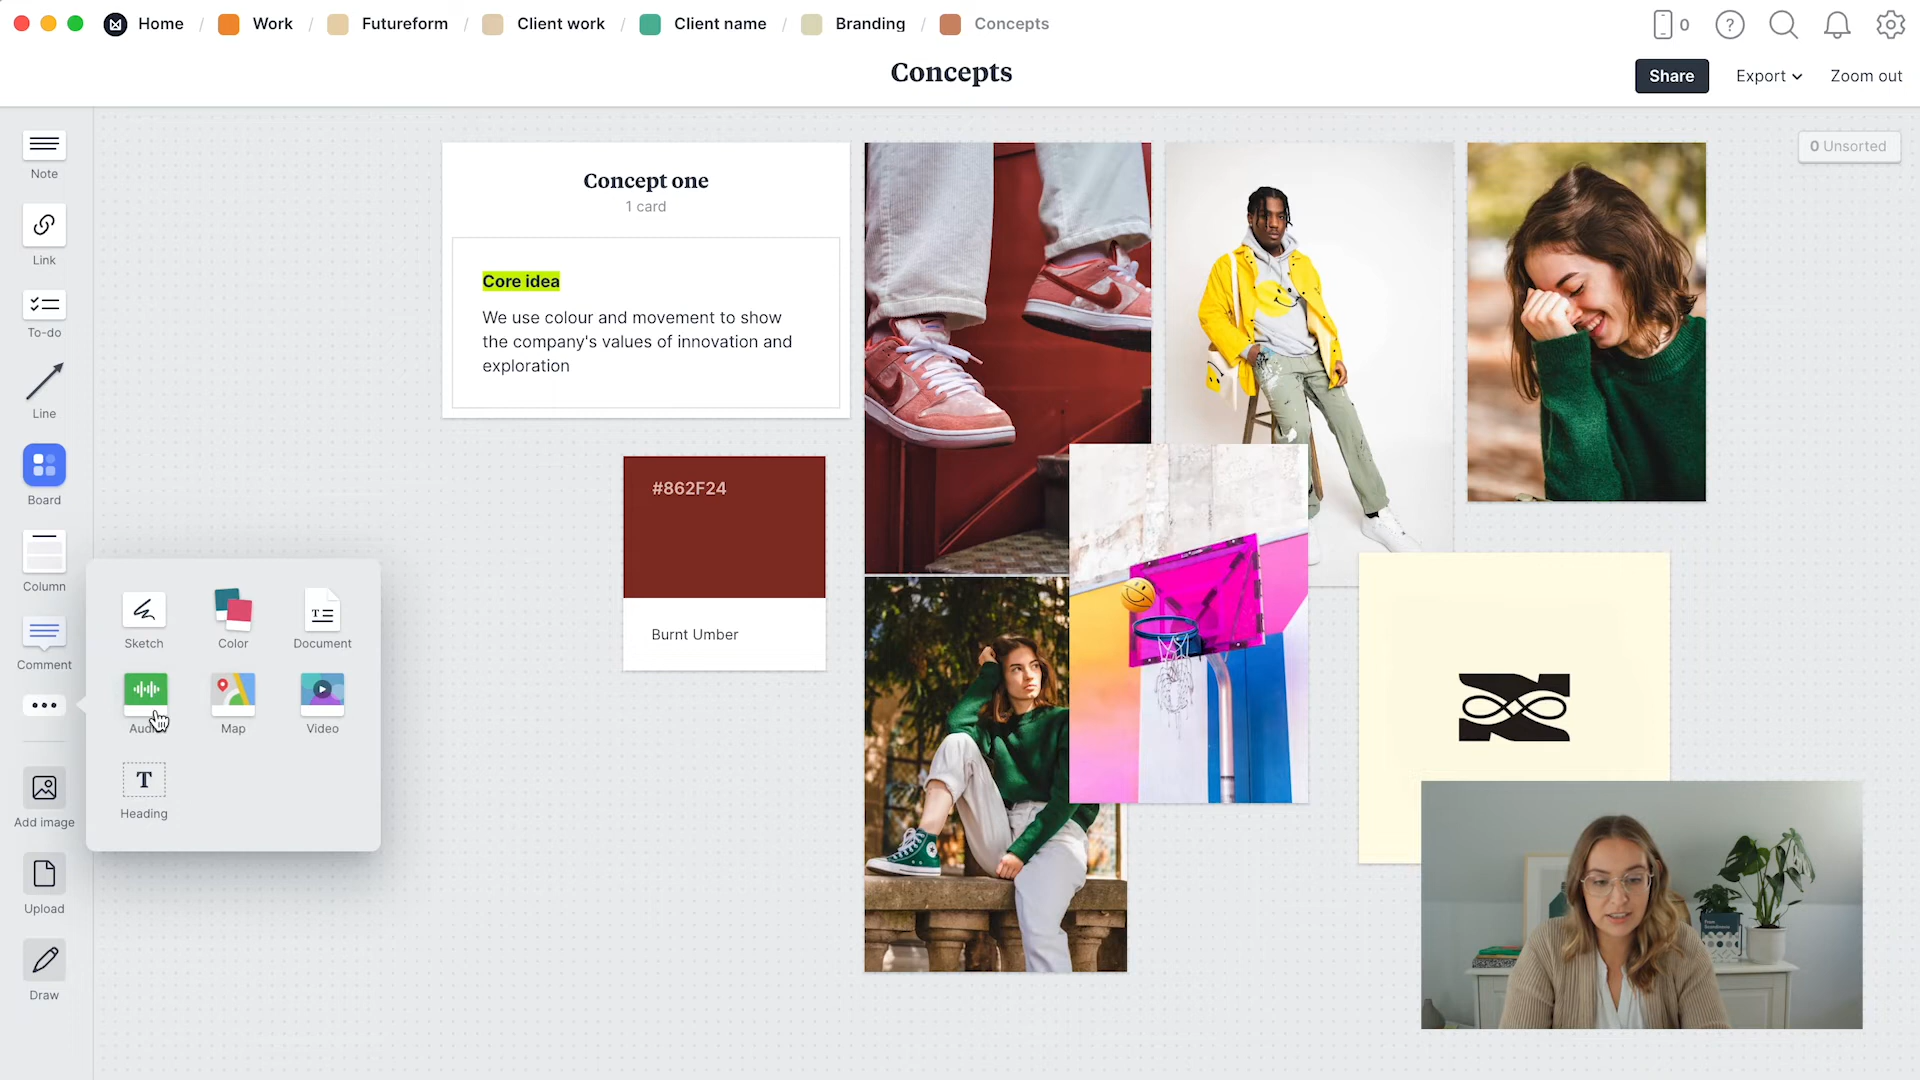 Home / Work / Futureform / Client work / Client name / Branding / Concepts
0
Concepts
Share
Export
Zoom out
0 Unsorted
Note
Link
To-do
Line
Board
Column
Comment
Add image
Upload
Draw
Sketch
Color
Document
Audio
Map
Video
T
Heading
Concept one
1 card
Core idea
We use colour and movement to show
the company's values of innovation and
exploration
#862F24
Burnt Umber